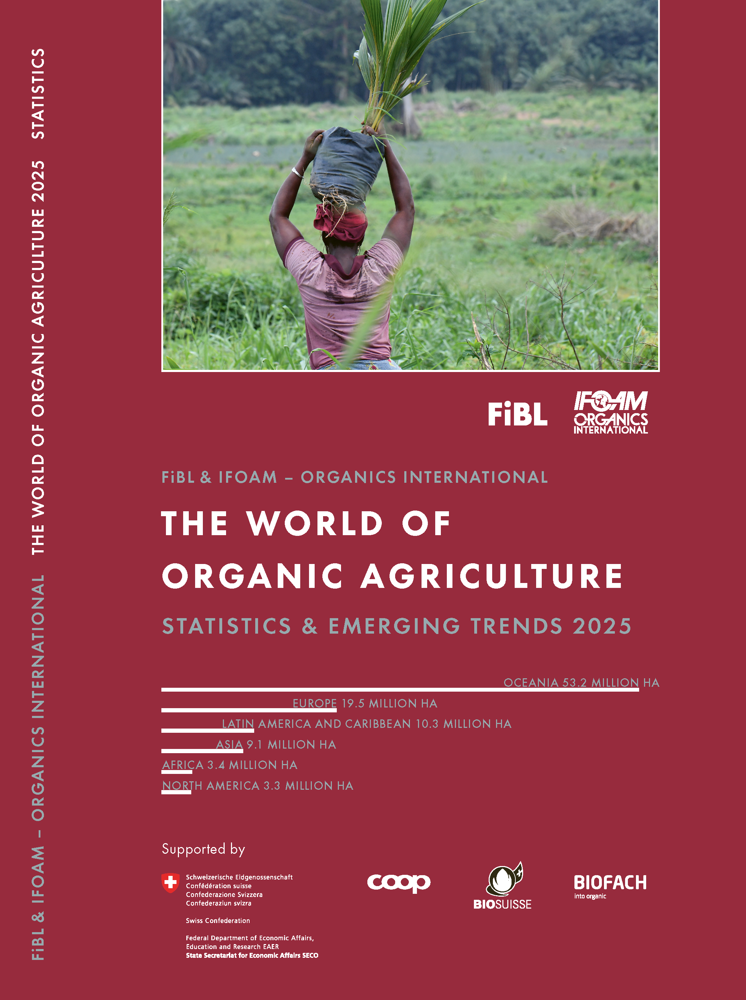 FiBL & IFOAM – ORGANICS INTERNATIONAL THE WORLD OF ORGANIC AGRICULTURE 2025 STATISTICS
FiBL
IFOAM
ORGANICS
INTERNATIONAL
FiBL & IFOAM – ORGANICS INTERNATIONAL
THE WORLD OF
ORGANIC AGRICULTURE
STATISTICS & EMERGING TRENDS 2025
OCEANIA 53.2 MILLION HA
EUROPE 19.5 MILLION HA
LATIN AMERICA AND CARIBBEAN 10.3 MILLION HA
ASIA 9.1 MILLION HA
AFRICA 3.4 MILLION HA
NORTH AMERICA 3.3 MILLION HA
Supported by
Schweizerische Eidgenossenschaft
Confédération suisse
Confederazione Svizzera
Confederaziun svizra
Swiss Confederation
Federal Department of Economic Affairs,
Education and Research EAER
State Secretariat for Economic Affairs SECO
coop
BIOSUISSE
BIOFACH
into organic